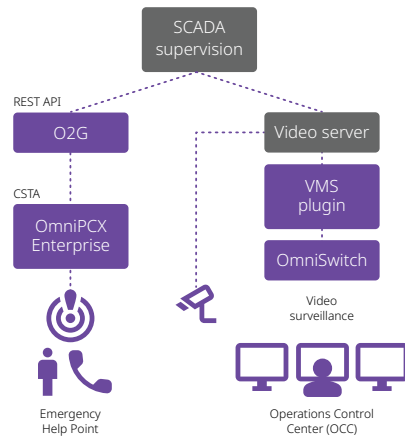 SCADA
supervision
REST API
O2G
Video server
CSTA
VMS
plugin
OmniPCX
Enterprise
OmniSwitch
Video
surveillance
Emergency
Help Point
Operations Control
Center (OCC)